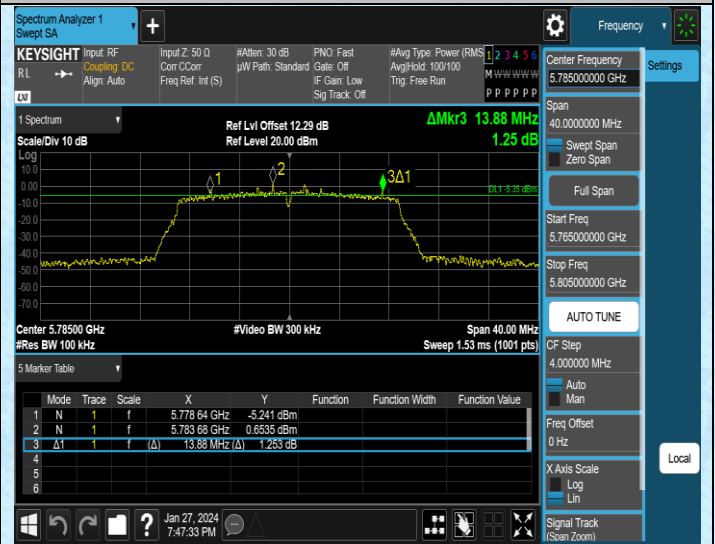 Spectrum Analyzer 1
Swept SA
+
Frequency
KEYSIGHT
RL
LXI
Input: RF
Coupling: DC
Align: Auto
Input Z: 50 Ω
Corr CCorr
Freq Ref: Int (S)
#Atten: 30 dB
µW Path: Standard
PNO: Fast
Gate: Off
IF Gain: Low
Sig Track: Off
#Avg Type: Power (RMS
Avg|Hold: 100/100
Trig: Free Run
1 2 3 4 5 6
M W W W W W
P P P P P P
Center Frequency
5.785000000 GHz
Settings
Span
40.0000000 MHz
Swept Span
Zero Span
Full Span
Start Freq
5.765000000 GHz
Stop Freq
5.805000000 GHz
AUTO TUNE
CF Step
4.000000 MHz
Auto
Man
Freq Offset
0 Hz
X Axis Scale
Log
Lin
Signal Track
(Span Zoom)
Local
1 Spectrum
Scale/Div 10 dB
Ref Lvl Offset 12.29 dB
Ref Level 20.00 dBm
ΔMkr3 13.88 MHz
1.25 dB
Log
10.0
0.00
-10.0
-20.0
-30.0
-40.0
-50.0
-60.0
-70.0
1
2
3Δ1
DL1 -5.35 dBm
Center 5.78500 GHz
#Res BW 100 kHz
#Video BW 300 kHz
Span 40.00 MHz
Sweep 1.53 ms (1001 pts)
5 Marker Table
Mode Trace Scale X Y Function Function Width Function Value
1 N 1 f 5.778 64 GHz -5.241 dBm
2 N 1 f 5.783 68 GHz 0.6535 dBm
3 Δ1 1 f (Δ) 13.88 MHz (Δ) 1.253 dB
4
5
6
?
Jan 27, 2024
7:47:33 PM